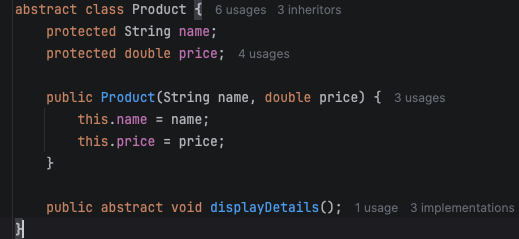 abstract class Product { 6 usages 3 inheritors
    protected String name;
    protected double price; 4 usages

    public Product(String name, double price) { 3 usages
        this.name = name;
        this.price = price;
    }

    public abstract void displayDetails(); 1 usage 3 implementations
}